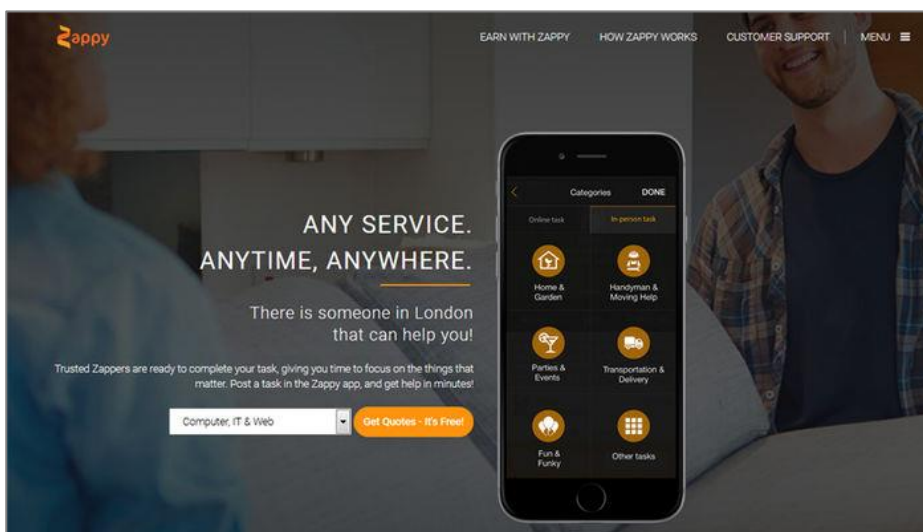 Zappy
EARN WITH ZAPPY
HOW ZAPPY WORKS
CUSTOMER SUPPORT
MENU
ANY SERVICE.
ANYTIME, ANYWHERE.
There is someone in London
that can help you!
Trusted Zappers are ready to complete your task, giving you time to focus on the things that
matter. Post a task in the Zappy app, and get help in minutes!
Computer, IT & Web
Get Quotes - It's Free!
Categories
DONE
Online task
In-person task
Home &
Garden
Handyman &
Moving Help
Parties &
Events
Transportation &
Delivery
Fun &
Funky
Other tasks